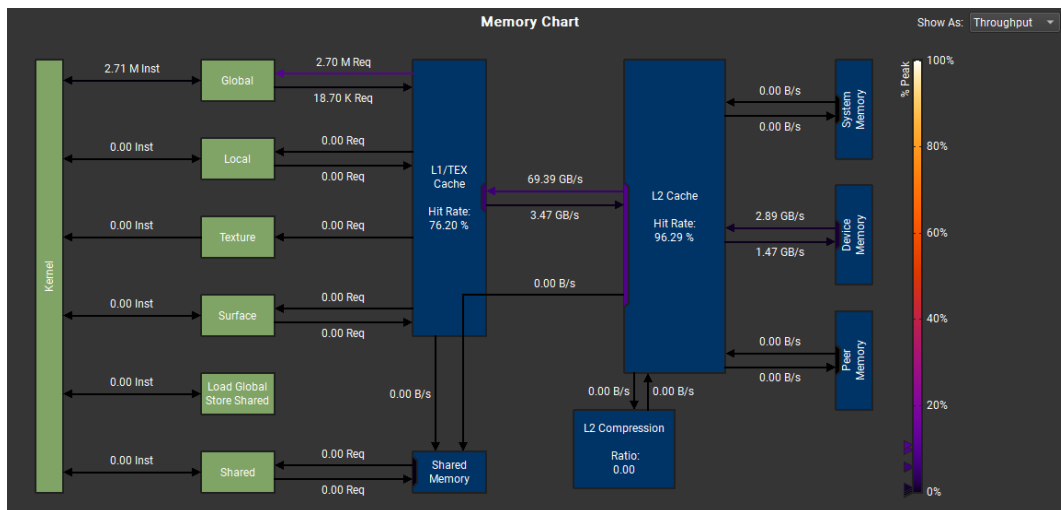 Memory Chart
Show As: Throughput
Kernel
2.71 M Inst
Global
2.70 M Req
18.70 K Req
0.00 Inst
Local
0.00 Req
0.00 Req
0.00 Inst
Texture
0.00 Req
0.00 Inst
Surface
0.00 Req
0.00 Req
0.00 Inst
Load Global
Store Shared
0.00 Inst
Shared
0.00 Req
0.00 Req
L1/TEX
Cache
Hit Rate:
76.20 %
0.00 B/s
Shared
Memory
69.39 GB/s
3.47 GB/s
0.00 B/s
L2 Cache
Hit Rate:
96.29 %
0.00 B/s
0.00 B/s
L2 Compression
Ratio:
0.00
0.00 B/s
0.00 B/s
System
Memory
2.89 GB/s
1.47 GB/s
Device
Memory
0.00 B/s
0.00 B/s
Peer
Memory
% Peak
100%
80%
60%
40%
20%
0%